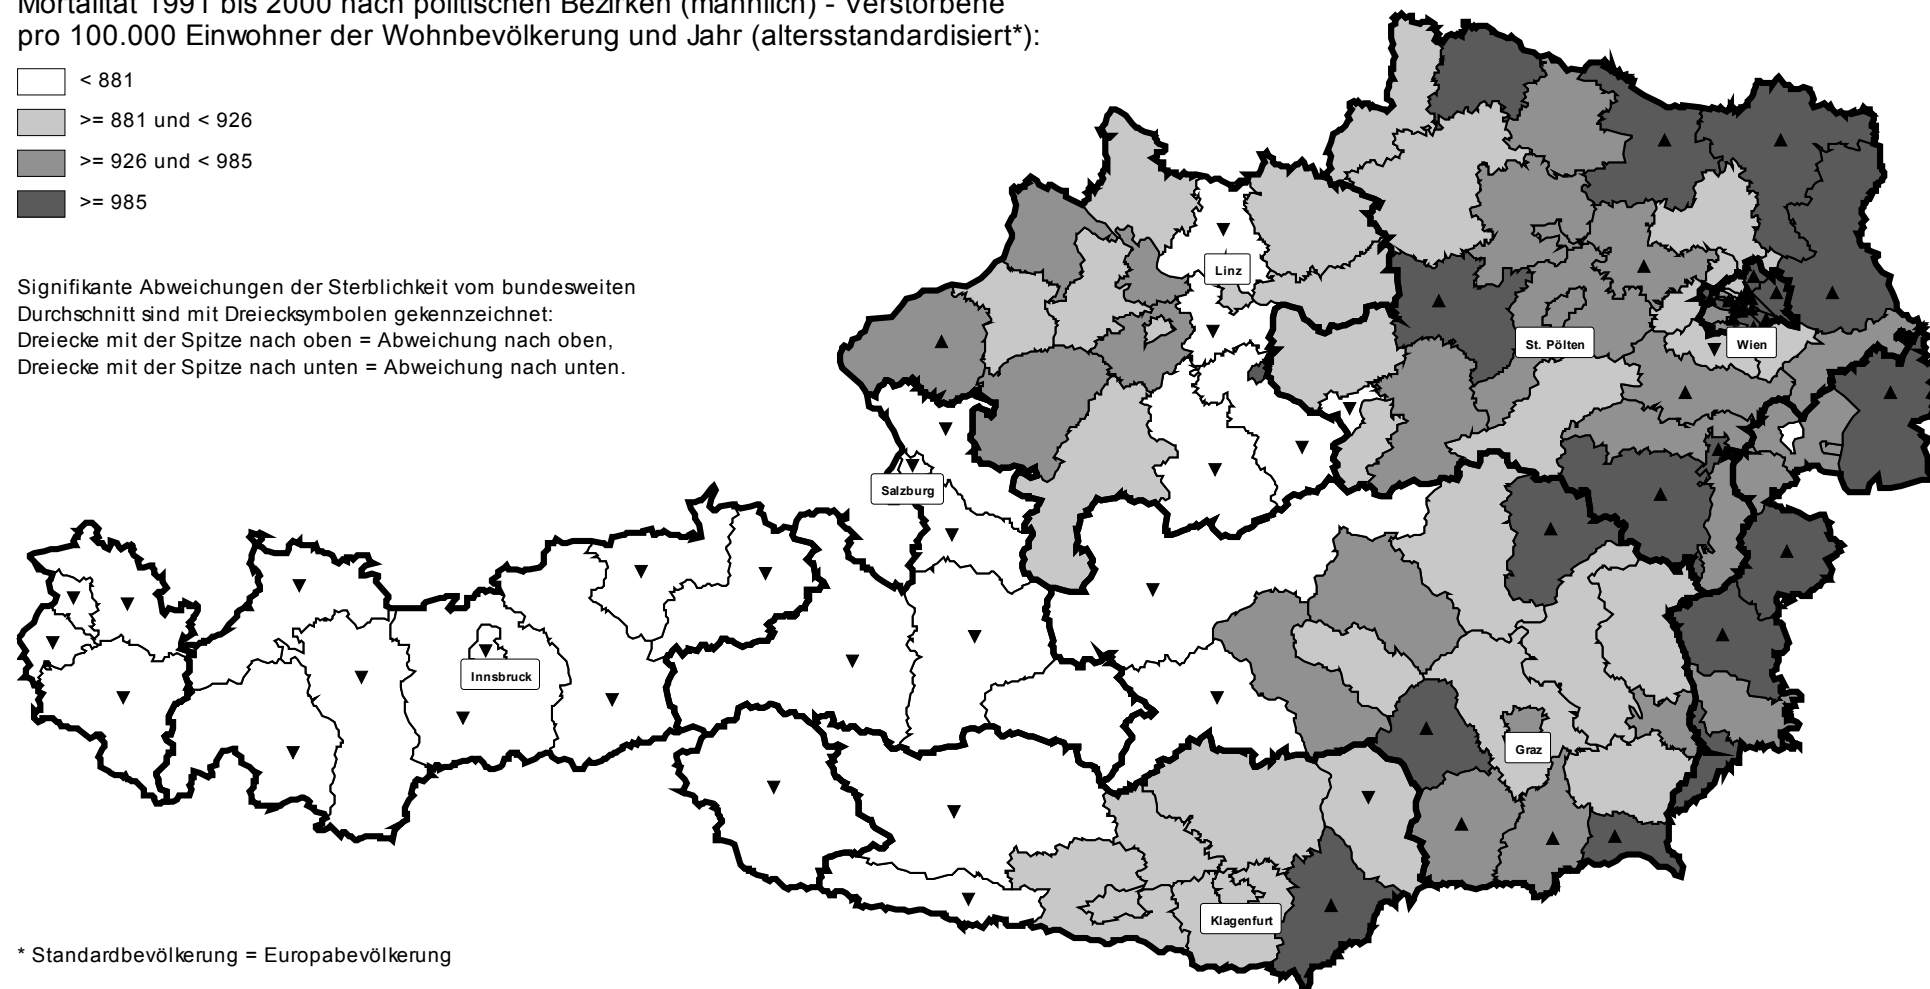 Mortalität 1991 bis 2000 nach politischen Bezirken (männlich) - Verstorbene
pro 100.000 Einwohner der Wohnbevölkerung und Jahr (altersstandardisiert*):
< 881
>= 881 und < 926
>= 926 und < 985
>= 985
Signifikante Abweichungen der Sterblichkeit vom bundesweiten
Durchschnitt sind mit Dreiecksymbolen gekennzeichnet:
Dreiecke mit der Spitze nach oben = Abweichung nach oben,
Dreiecke mit der Spitze nach unten = Abweichung nach unten.
Linz
St. Pölten
Wien
Salzburg
Innsbruck
Graz
Klagenfurt
* Standardbevölkerung = Europabevölkerung